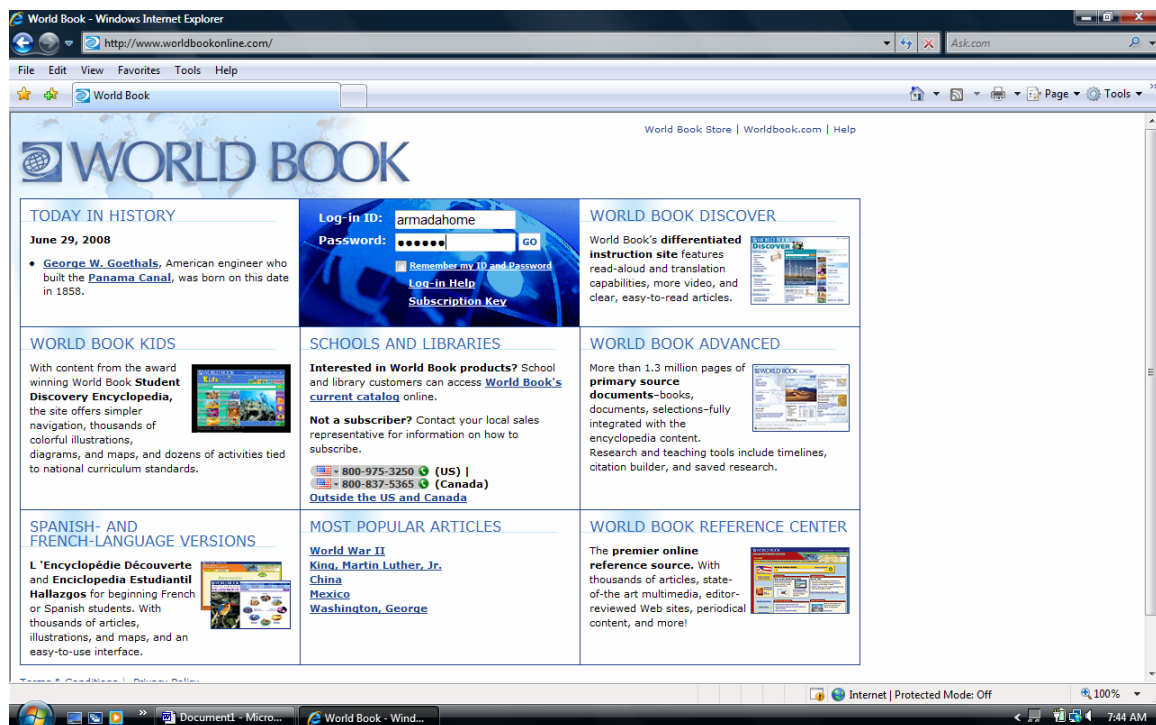 World Book - Windows Internet Explorer
http://www.worldbookonline.com/
Ask.com
File Edit View Favorites Tools Help
World Book
Page Tools
World Book Store | Worldbook.com | Help
WORLD BOOK
TODAY IN HISTORY
June 29, 2008
• George W. Goethals, American engineer who
built the Panama Canal, was born on this date
in 1858.
Log-in ID: armadahome
Password: ●●●●●● GO
Remember my ID and Password
Log-in Help
Subscription Key
WORLD BOOK DISCOVER
World Book's differentiated
instruction site features
read-aloud and translation
capabilities, more video, and
clear, easy-to-read articles.
WORLD BOOK KIDS
With content from the award
winning World Book Student
Discovery Encyclopedia,
the site offers simpler
navigation, thousands of
colorful illustrations,
diagrams, and maps, and dozens of activities tied
to national curriculum standards.
SCHOOLS AND LIBRARIES
Interested in World Book products? School
and library customers can access World Book's
current catalog online.
Not a subscriber? Contact your local sales
representative for information on how to
subscribe.
800-975-3250 (US) |
800-837-5365 (Canada)
Outside the US and Canada
WORLD BOOK ADVANCED
More than 1.3 million pages of
primary source
documents–books,
documents, selections–fully
integrated with the
encyclopedia content.
Research and teaching tools include timelines,
citation builder, and saved research.
SPANISH- AND
FRENCH-LANGUAGE VERSIONS
L 'Encyclopédie Découverte
and Enciclopedia Estudiantil
Hallazgos for beginning French
or Spanish students. With
thousands of articles,
illustrations, and maps, and an
easy-to-use interface.
MOST POPULAR ARTICLES
World War II
King, Martin Luther, Jr.
China
Mexico
Washington, George
WORLD BOOK REFERENCE CENTER
The premier online
reference source. With
thousands of articles, state-
of-the art multimedia, editor-
reviewed Web sites, periodical
content, and more!
Terms & Conditions | Privacy Policy
Internet | Protected Mode: Off
100%
Document1 - Micro...
World Book - Wind...
7:44 AM